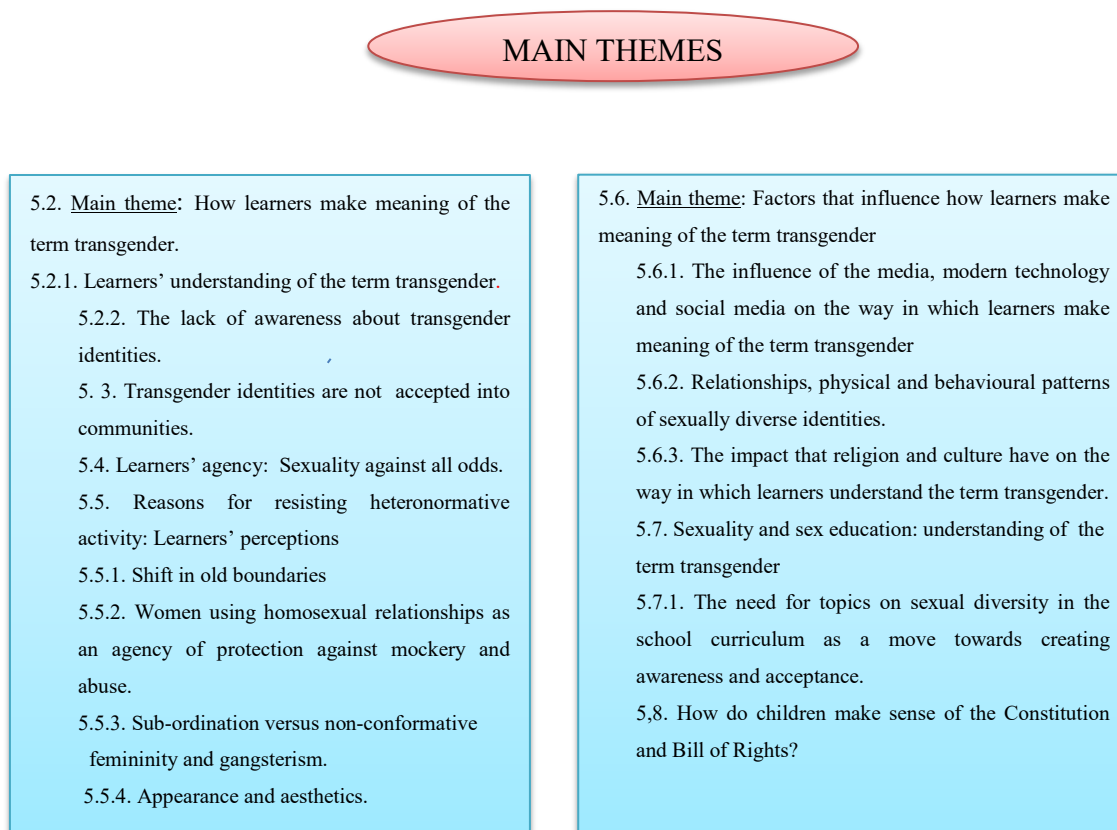 MAIN THEMES
5.2. Main theme: How learners make meaning of the
term transgender.
5.2.1. Learners’ understanding of the term transgender.
5.2.2. The lack of awareness about transgender
identities.
5. 3. Transgender identities are not accepted into
communities.
5.4. Learners’ agency: Sexuality against all odds.
5.5. Reasons for resisting heteronormative
activity: Learners’ perceptions
5.5.1. Shift in old boundaries
5.5.2. Women using homosexual relationships as
an agency of protection against mockery and
abuse.
5.5.3. Sub-ordination versus non-conformative
femininity and gangsterism.
5.5.4. Appearance and aesthetics.
5.6. Main theme: Factors that influence how learners make
meaning of the term transgender
5.6.1. The influence of the media, modern technology
and social media on the way in which learners make
meaning of the term transgender
5.6.2. Relationships, physical and behavioural patterns
of sexually diverse identities.
5.6.3. The impact that religion and culture have on the
way in which learners understand the term transgender.
5.7. Sexuality and sex education: understanding of the
term transgender
5.7.1. The need for topics on sexual diversity in the
school curriculum as a move towards creating
awareness and acceptance.
5,8. How do children make sense of the Constitution
and Bill of Rights?